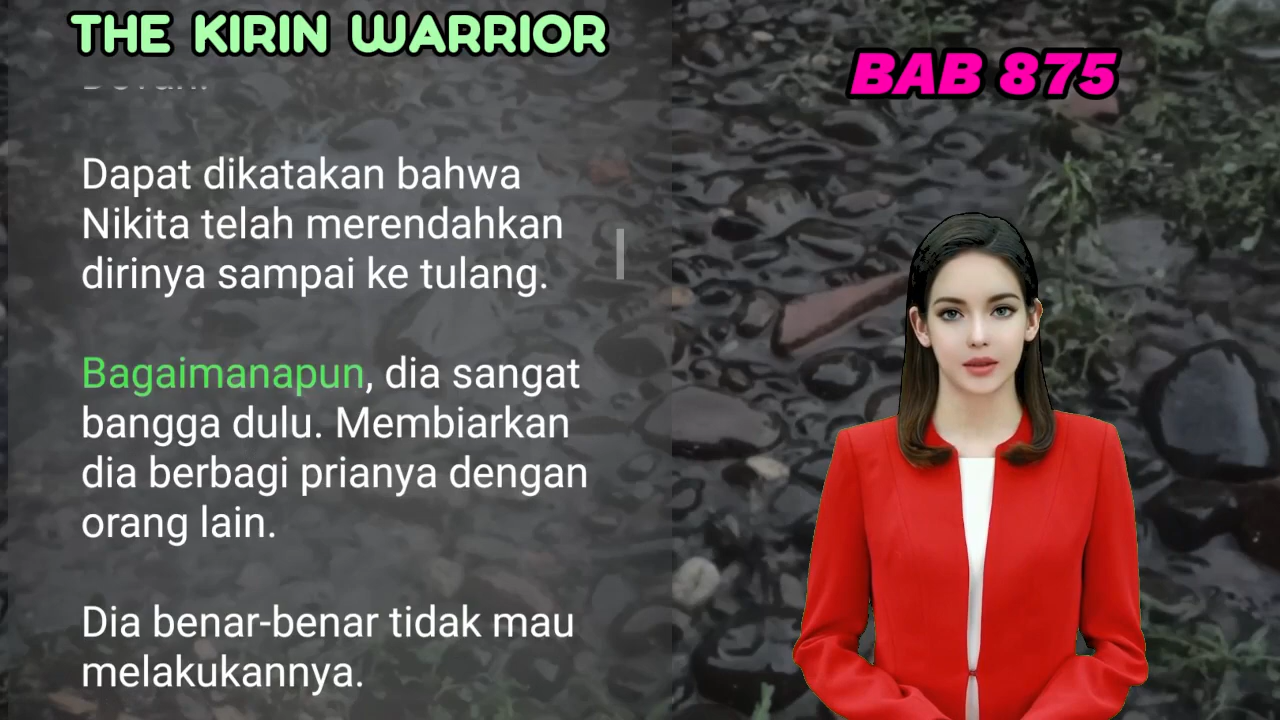 THE KIRIN WARRIOR
BAB 875
Dapat dikatakan bahwa
Nikita telah merendahkan
dirinya sampai ke tulang.
Bagaimanapun, dia sangat
bangga dulu. Membiarkan
dia berbagi prianya dengan
orang lain.
Dia benar-benar tidak mau
melakukannya.